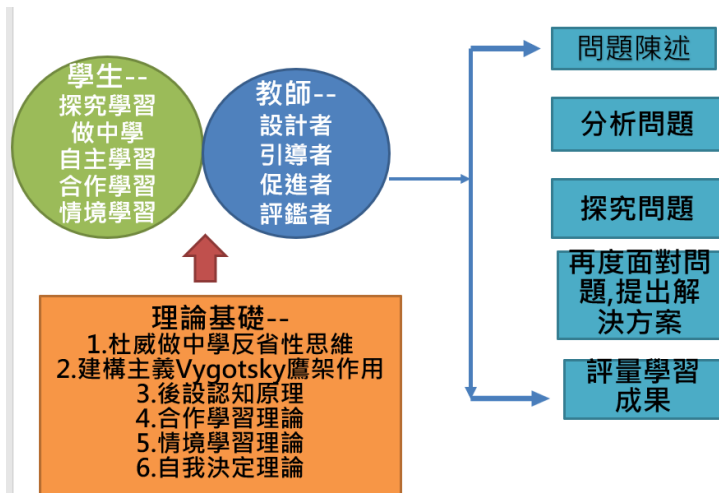 學生--
探究學習
做中學
自主學習
合作學習
情境學習
教師--
設計者
引導者
促進者
評鑑者
理論基礎--
1.杜威做中學反省性思維
2.建構主義Vygotsky鷹架作用
3.後設認知原理
4.合作學習理論
5.情境學習理論
6.自我決定理論
問題陳述
分析問題
探究問題
再度面對問
題,提出解
決方案
評量學習
成果